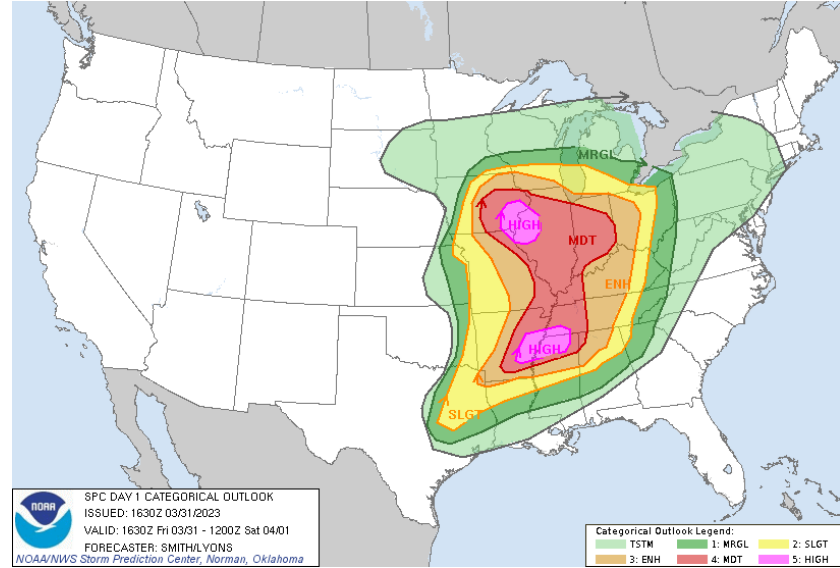 MRGL
HIGH
MDT
ENH
HIGH
SLGT
NOAA
SPC DAY 1 CATEGORICAL OUTLOOK
ISSUED: 1630Z 03/31/2023
VALID: 1630Z Fri 03/31 - 1200Z Sat 04/01
FORECASTER: SMITH/LYONS
NOAA/NWS Storm Prediction Center, Norman, Oklahoma
Categorical Outlook Legend:
TSTM 1: MRGL 2: SLGT
3: ENH 4: MDT 5: HIGH